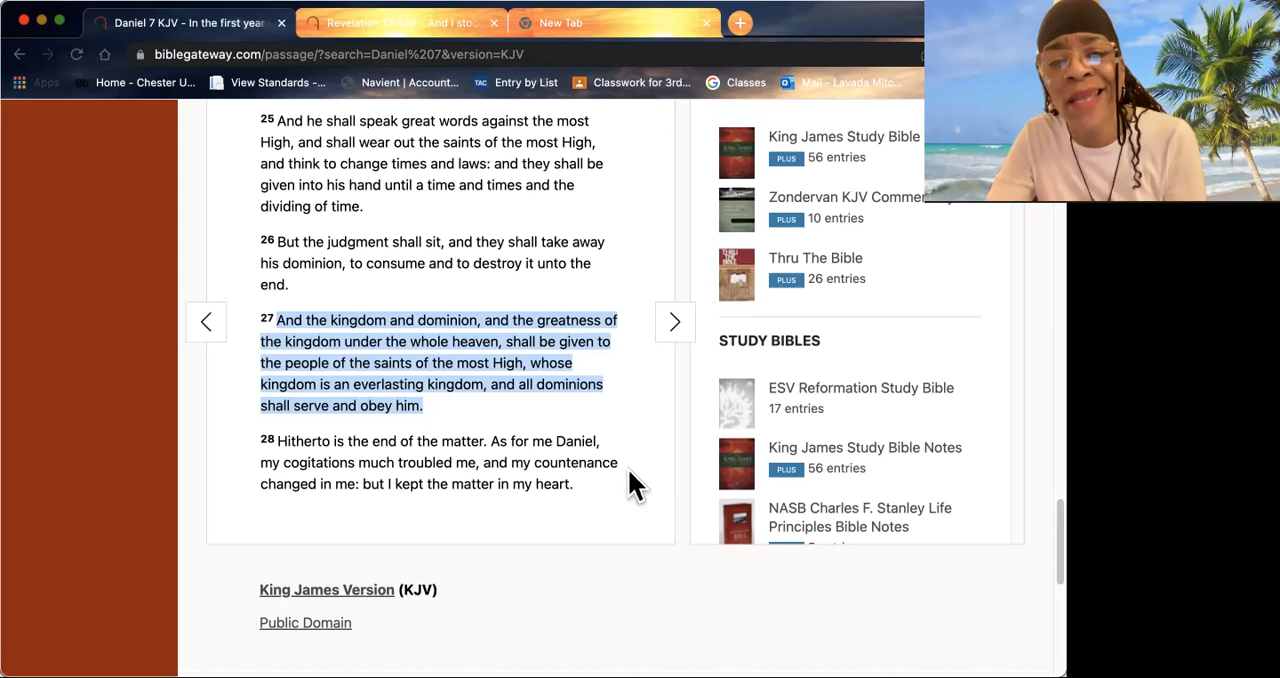 Daniel 7 KJV - In the first year
Revelation 13 KJV - And I stoo
New Tab
biblegateway.com/passage/?search=Daniel%207&version=KJV
Apps
Home - Chester U...
View Standards -...
Navient | Account...
TAC
Entry by List
Classwork for 3rd...
Classes
Mail - Lavada Mitc...
25 And he shall speak great words against the most
High, and shall wear out the saints of the most High,
and think to change times and laws: and they shall be
given into his hand until a time and times and the
dividing of time.
26 But the judgment shall sit, and they shall take away
his dominion, to consume and to destroy it unto the
end.
27 And the kingdom and dominion, and the greatness of
the kingdom under the whole heaven, shall be given to
the people of the saints of the most High, whose
kingdom is an everlasting kingdom, and all dominions
shall serve and obey him.
28 Hitherto is the end of the matter. As for me Daniel,
my cogitations much troubled me, and my countenance
changed in me: but I kept the matter in my heart.
King James Version (KJV)
Public Domain
King James Study Bible
PLUS 56 entries
Zondervan KJV Comme
PLUS 10 entries
Thru The Bible
PLUS 26 entries
STUDY BIBLES
ESV Reformation Study Bible
17 entries
King James Study Bible Notes
PLUS 56 entries
NASB Charles F. Stanley Life
Principles Bible Notes